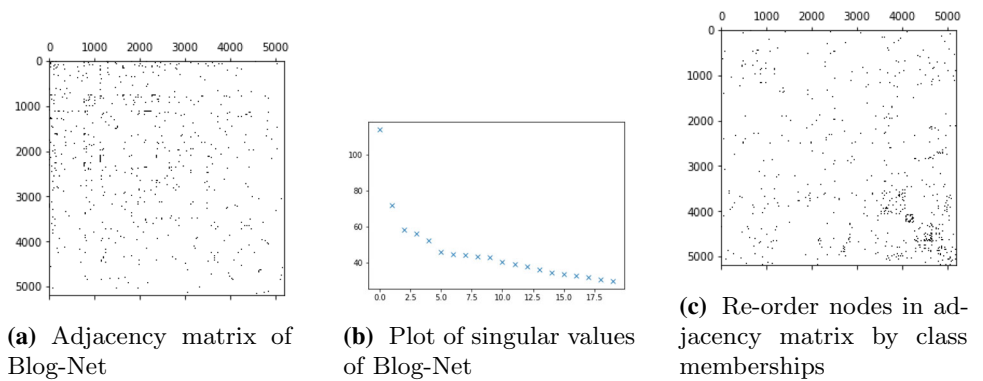 0 1000 2000 3000 4000 5000
0
1000
2000
3000
4000
5000
(a) Adjacency matrix of
Blog-Net
100
80
60
40
0.0 2.5 5.0 7.5 10.0 12.5 15.0 17.5
(b) Plot of singular values
of Blog-Net
0 1000 2000 3000 4000 5000
0
1000
2000
3000
4000
5000
(c) Re-order nodes in ad-
jacency matrix by class
memberships